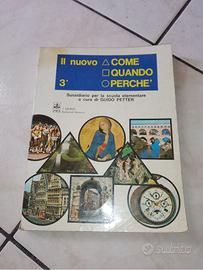 Il nuovo △ COME
□ QUANDO
3° ○ PERCHE'
Sussidiario per la scuola elementare
a cura di GUIDO PETTER
subito